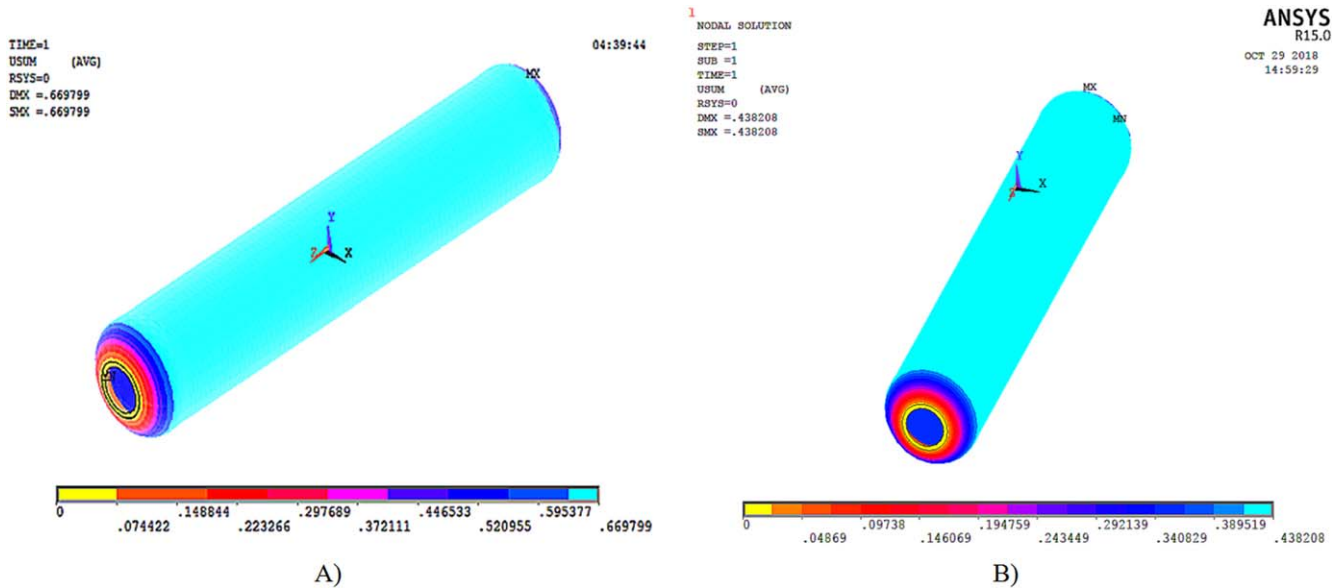 TIME=1
USUM (AVG)
RSYS=0
DMX =.669799
SMX =.669799
04:39:44
MX
Y
Z X
0 .148844 .297689 .446533 .595377
.074422 .223266 .372111 .520955 .669799
A)
1
NODAL SOLUTION
STEP=1
SUB =1
TIME=1
USUM (AVG)
RSYS=0
DMX =.438208
SMX =.438208
ANSYS
R15.0
OCT 29 2018
14:59:29
MX
MN
Y
X
Z
0 .09738 .194759 .292139 .389519
.04869 .146069 .243449 .340829 .438208
B)